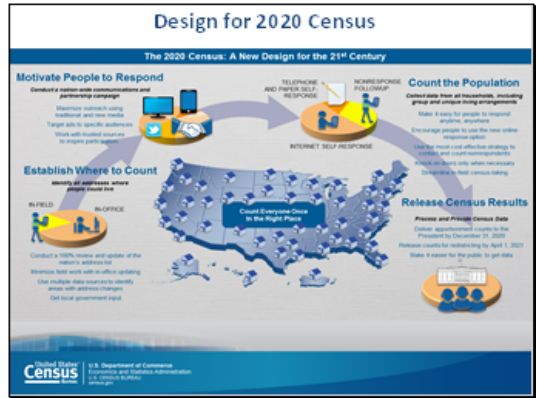 Design for 2020 Census
The 2020 Census: A New Design for the 21st Century
Motivate People to Respond
Conduct a nation-wide communications and
partnership campaign
Maximize outreach using
traditional and new media
Target ads to specific audiences
Work with trusted sources
to inspire participation
TELEPHONE
AND PAPER SELF-
RESPONSE
NONRESPONSE
FOLLOWUP
INTERNET SELF-RESPONSE
Count the Population
Collect data from all households, including
group and unique living arrangements
Make it easy for people to respond
anytime, anywhere
Encourage people to use the new online
response option
Use the most cost-effective strategy to
contact and count nonrespondents
Knock on doors only when necessary
Streamline in-field census-taking
Establish Where to Count
Identify all addresses where
people could live
IN-FIELD
IN-OFFICE
Conduct a 100% review and update of the
nation's address list
Minimize field work with in-office updating
Use multiple data sources to identify
areas with address changes
Get local government input
Count Everyone Once
In the Right Place
Release Census Results
Process and Provide Census Data
Deliver apportionment counts to the
President by December 31, 2020
Release counts for redistricting by April 1, 2021
Make it easier for the public to get data
United States
Census
Bureau
U.S. Department of Commerce
Economics and Statistics Administration
U.S. CENSUS BUREAU
census.gov